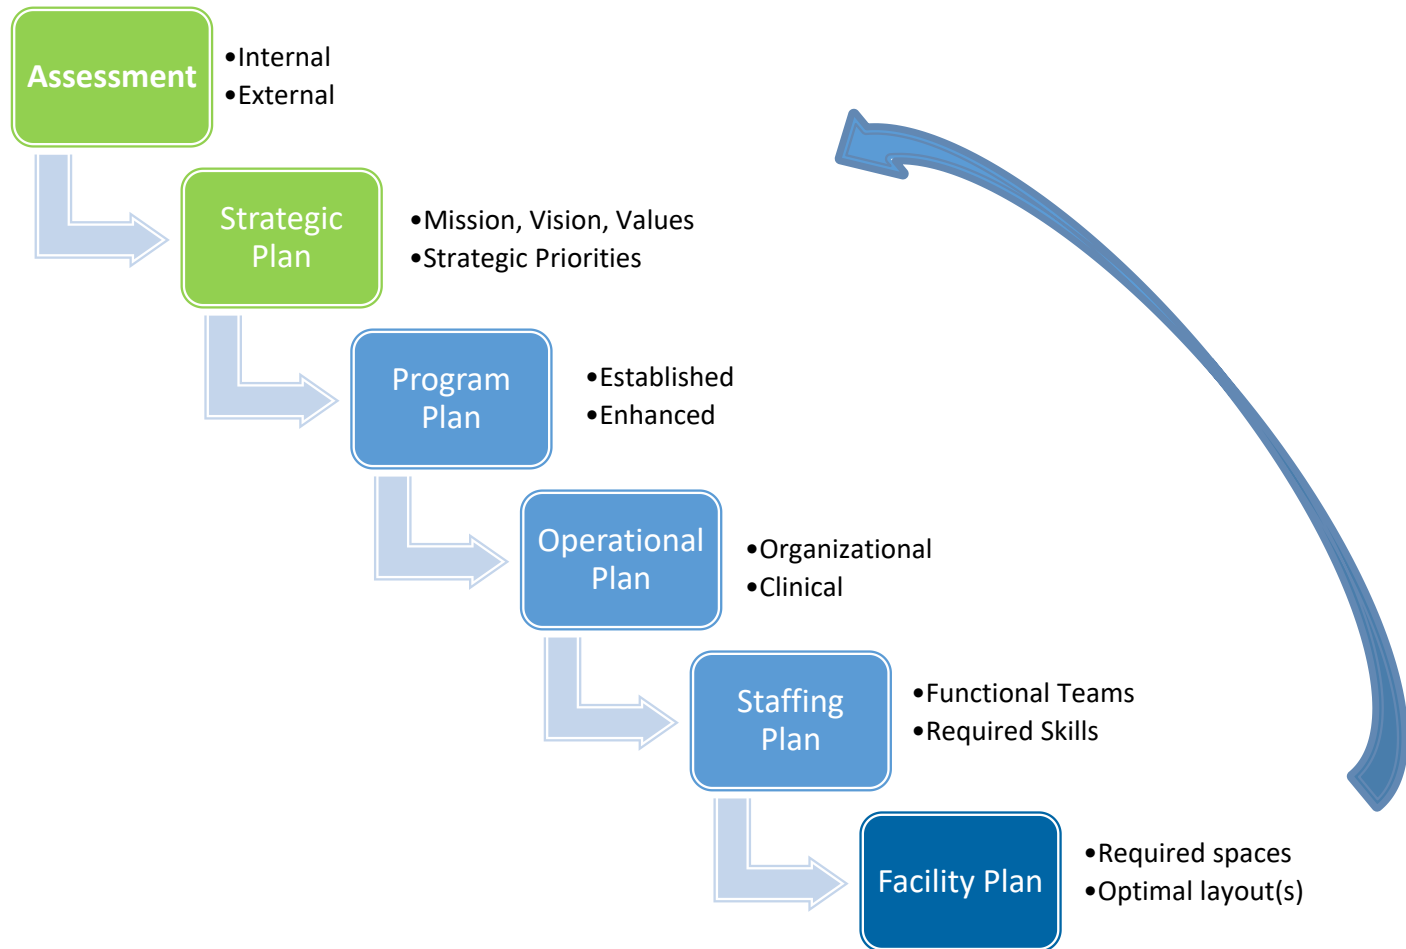 Assessment
•Internal
•External
Strategic
Plan
•Mission, Vision, Values
•Strategic Priorities
Program
Plan
•Established
•Enhanced
Operational
Plan
•Organizational
•Clinical
Staffing
Plan
•Functional Teams
•Required Skills
Facility Plan
•Required spaces
•Optimal layout(s)